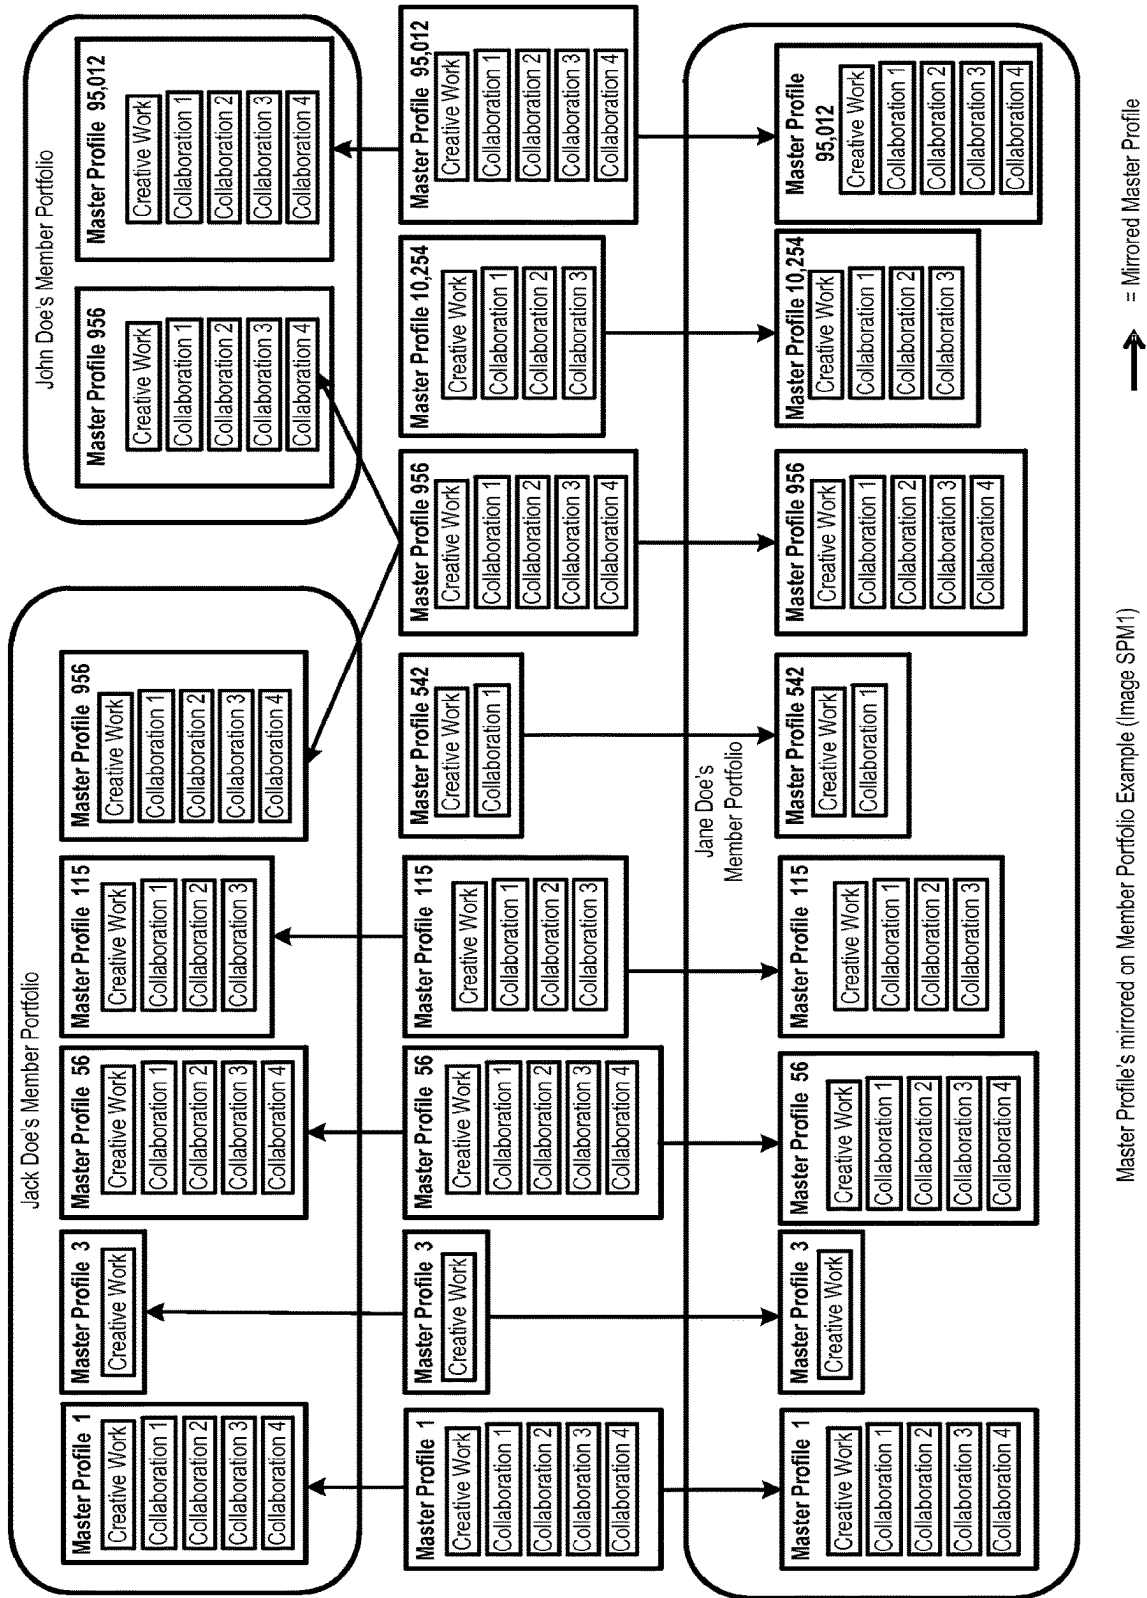 Jack Doe's Member Portfolio
Master Profile 1
Creative Work
Collaboration 1
Collaboration 2
Collaboration 3
Collaboration 4
Master Profile 3
Creative Work
Master Profile 56
Creative Work
Collaboration 1
Collaboration 2
Collaboration 3
Collaboration 4
Master Profile 115
Creative Work
Collaboration 1
Collaboration 2
Collaboration 3
Master Profile 956
Creative Work
Collaboration 1
Collaboration 2
Collaboration 3
Collaboration 4
John Doe's Member Portfolio
Master Profile 956
Creative Work
Collaboration 1
Collaboration 2
Collaboration 3
Collaboration 4
Master Profile 95,012
Creative Work
Collaboration 1
Collaboration 2
Collaboration 3
Collaboration 4
Master Profile 1
Creative Work
Collaboration 1
Collaboration 2
Collaboration 3
Collaboration 4
Master Profile 3
Creative Work
Master Profile 56
Creative Work
Collaboration 1
Collaboration 2
Collaboration 3
Collaboration 4
Master Profile 115
Creative Work
Collaboration 1
Collaboration 2
Collaboration 3
Master Profile 542
Creative Work
Collaboration 1
Master Profile 956
Creative Work
Collaboration 1
Collaboration 2
Collaboration 3
Collaboration 4
Master Profile 10,254
Creative Work
Collaboration 1
Collaboration 2
Collaboration 3
Master Profile 95,012
Creative Work
Collaboration 1
Collaboration 2
Collaboration 3
Collaboration 4
Jane Doe's
Member Portfolio
Master Profile 1
Creative Work
Collaboration 1
Collaboration 2
Collaboration 3
Collaboration 4
Master Profile 3
Creative Work
Master Profile 56
Creative Work
Collaboration 1
Collaboration 2
Collaboration 3
Collaboration 4
Master Profile 115
Creative Work
Collaboration 1
Collaboration 2
Collaboration 3
Master Profile 542
Creative Work
Collaboration 1
Master Profile 956
Creative Work
Collaboration 1
Collaboration 2
Collaboration 3
Collaboration 4
Master Profile 10,254
Creative Work
Collaboration 1
Collaboration 2
Collaboration 3
Master Profile
95,012
Creative Work
Collaboration 1
Collaboration 2
Collaboration 3
Collaboration 4
Master Profile's mirrored on Member Portfolio Example (Image SPM1)
= Mirrored Master Profile